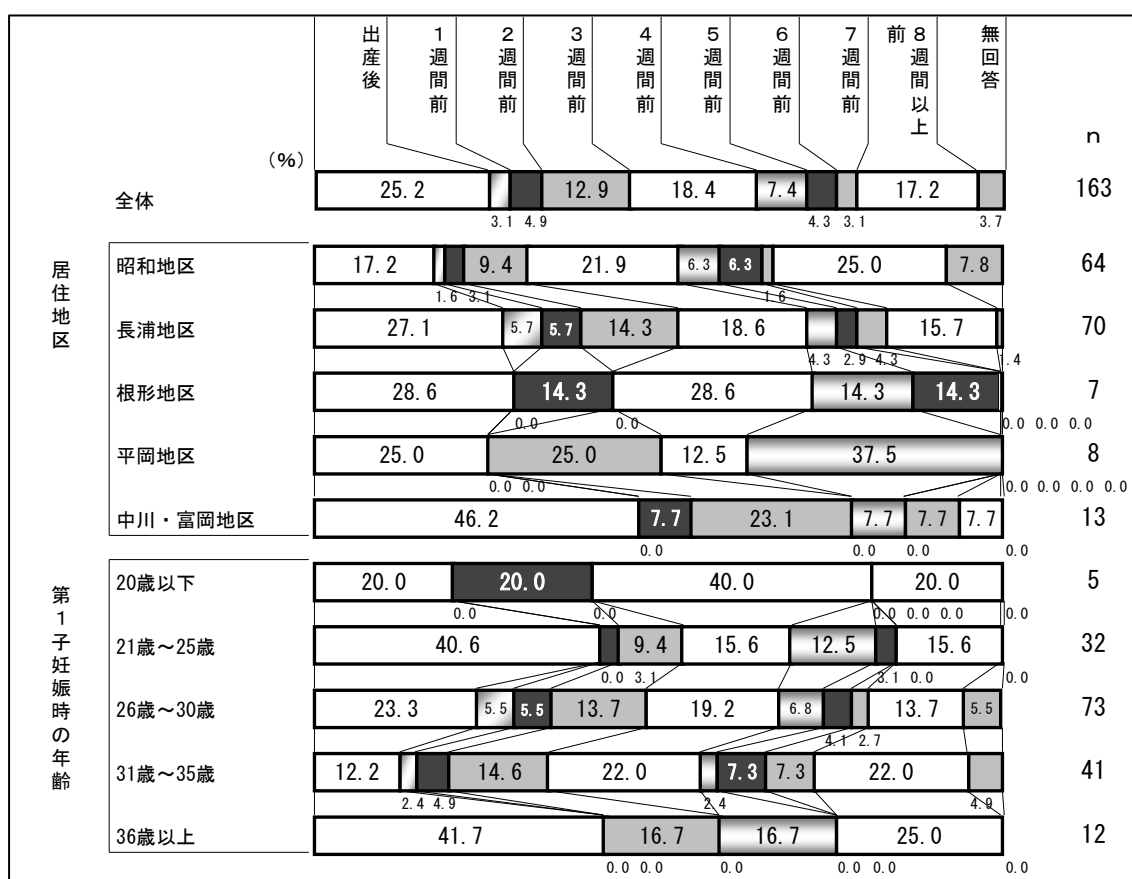 出産後
1週間前
2週間前
3週間前
4週間前
5週間前
6週間前
7週間前
8週間以上前
無回答
(%)
n
全体
25.2 12.9 18.4 7.4 17.2
163
3.1 4.9 4.3 3.1 3.7
居住地区
昭和地区
17.2 9.4 21.9 6.3 6.3 25.0 7.8
64
1.6 3.1 1.6
長浦地区
27.1 5.7 5.7 14.3 18.6 15.7
70
4.3 2.9 4.3 1.4
根形地区
28.6 14.3 28.6 14.3 14.3
7
0.0 0.0 0.0 0.0 0.0
平岡地区
25.0 25.0 12.5 37.5
8
0.0 0.0 0.0 0.0 0.0 0.0
中川・富岡地区
46.2 7.7 23.1 7.7 7.7 7.7
13
0.0 0.0 0.0 0.0
第1子妊娠時の年齢
20歳以下
20.0 20.0 40.0 20.0
5
0.0 0.0 0.0 0.0 0.0 0.0
21歳～25歳
40.6 9.4 15.6 12.5 15.6
32
0.0 3.1 3.1 0.0 0.0
26歳～30歳
23.3 5.5 5.5 13.7 19.2 6.8 13.7 5.5
73
4.1 2.7
31歳～35歳
12.2 14.6 22.0 7.3 7.3 22.0
41
2.4 4.9 2.4 4.9
36歳以上
41.7 16.7 16.7 25.0
12
0.0 0.0 0.0 0.0 0.0 0.0